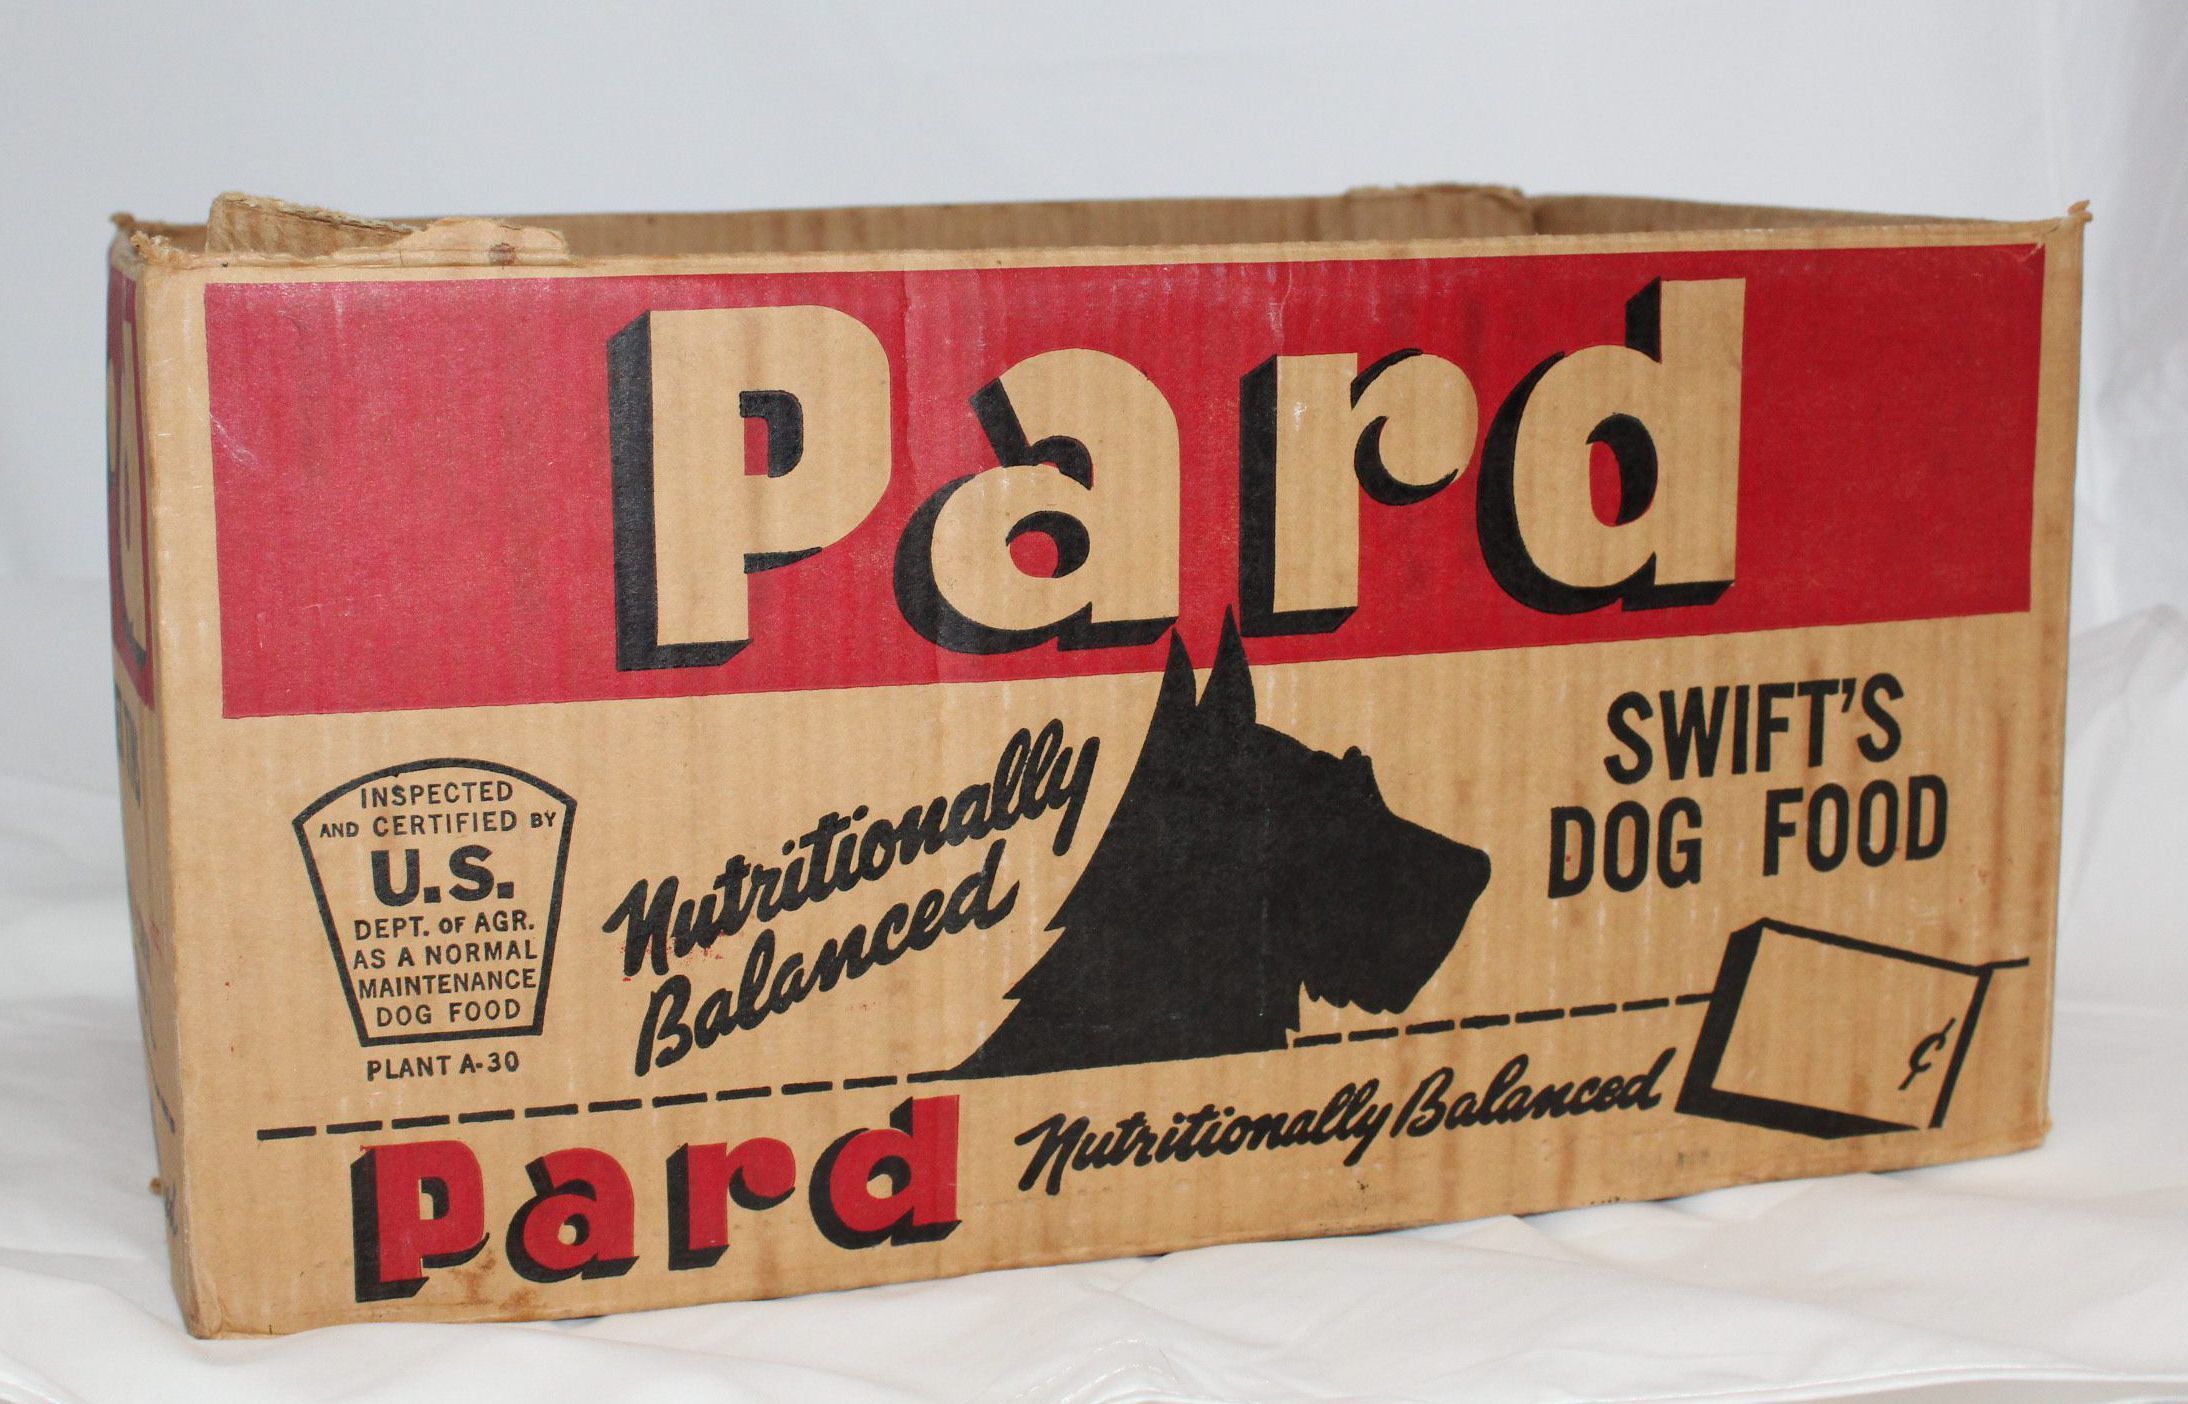 Pard
SWIFT'S
DOG FOOD
Nutritionally
Balanced
INSPECTED
AND CERTIFIED BY
U.S.
DEPT. OF AGR.
AS A NORMAL
MAINTENANCE
DOG FOOD
PLANT A-30
Pard
Nutritionally Balanced
¢